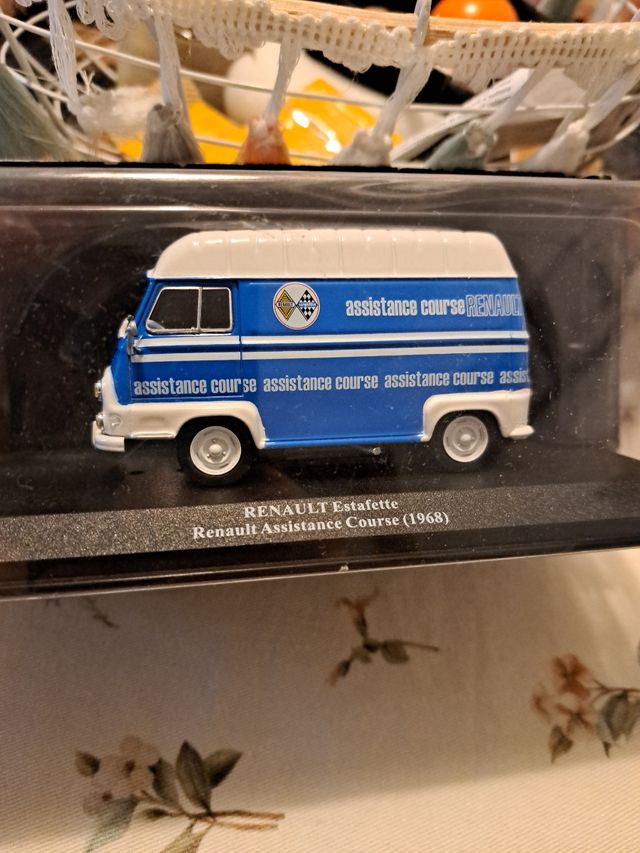 assistance course RENAULT
assistance course assistance course assistance course assis
RENAULT Estafette
Renault Assistance Course (1968)